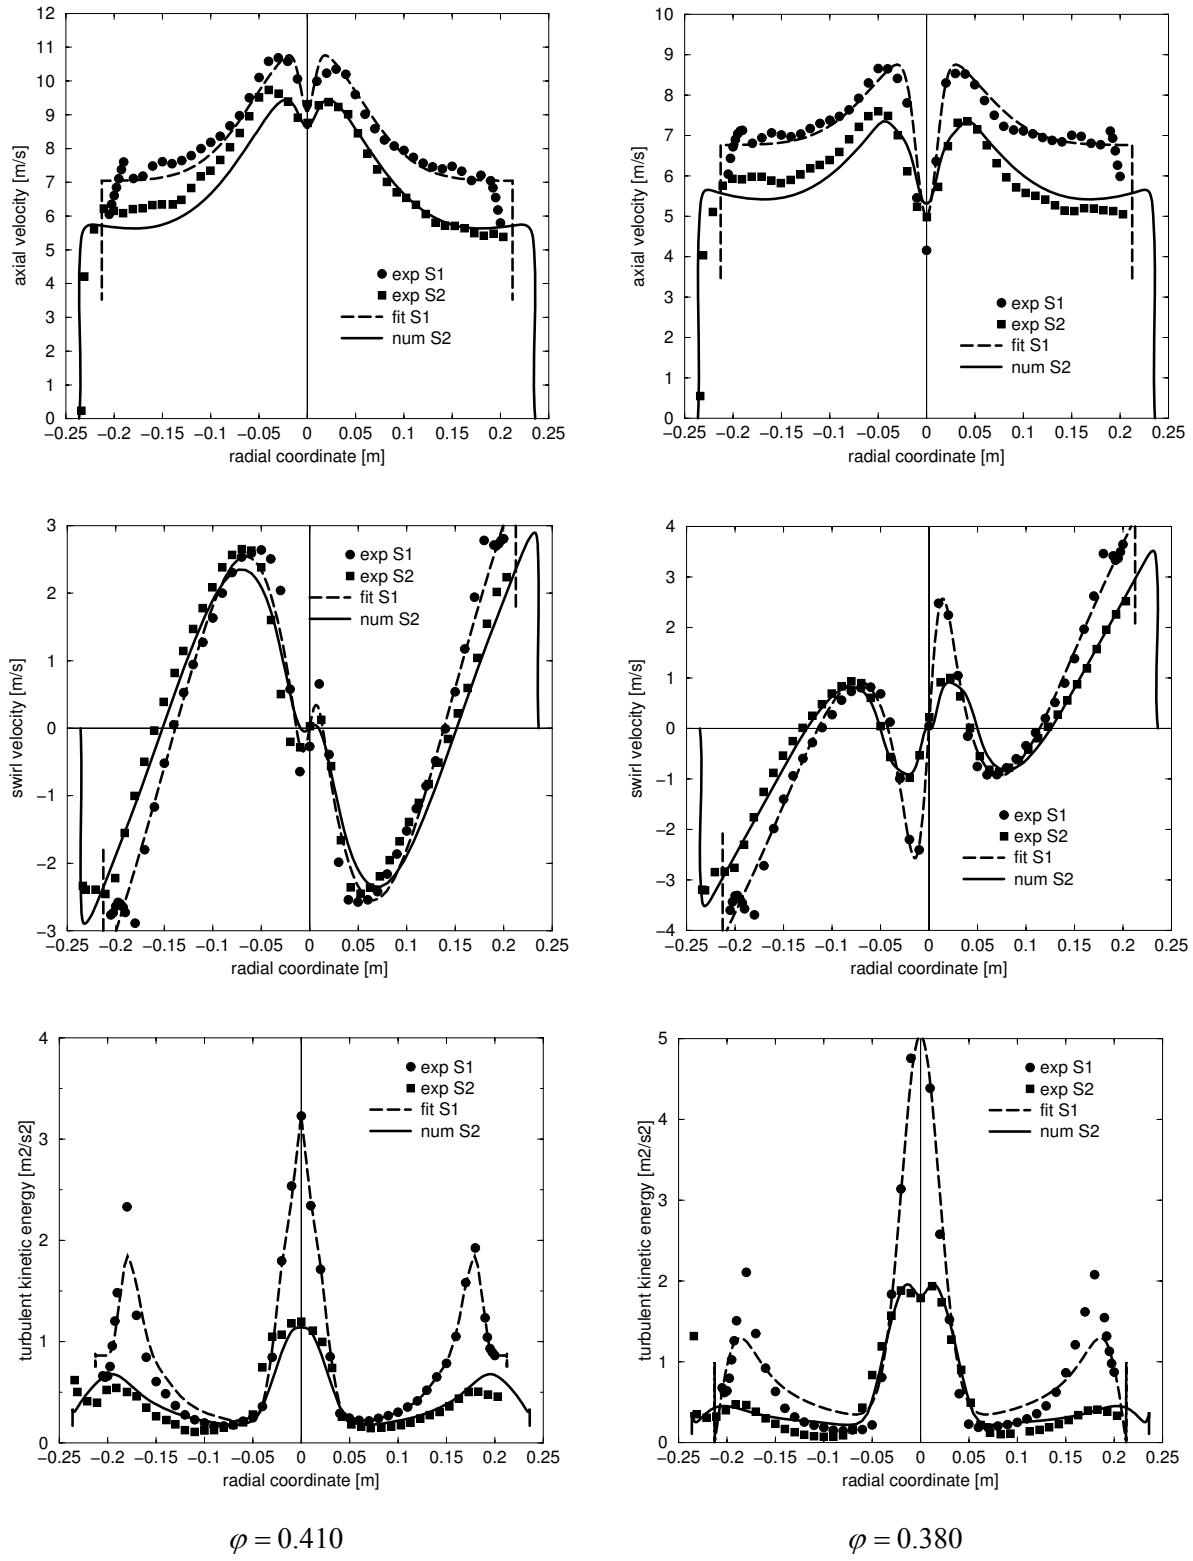 12
11
10
9
8
7
6
5
4
3
2
1
0
axial velocity [m/s]
exp S1
exp S2
fit S1
num S2
−0.25 −0.2 −0.15 −0.1 −0.05 0 0.05 0.1 0.15 0.2 0.25
radial coordinate [m]
10
9
8
7
6
5
4
3
2
1
0
axial velocity [m/s]
exp S1
exp S2
fit S1
num S2
−0.25 −0.2 −0.15 −0.1 −0.05 0 0.05 0.1 0.15 0.2 0.25
radial coordinate [m]
3
2
1
0
−1
−2
−3
swirl velocity [m/s]
exp S1
exp S2
fit S1
num S2
−0.25 −0.2 −0.15 −0.1 −0.05 0 0.05 0.1 0.15 0.2 0.25
radial coordinate [m]
4
3
2
1
0
−1
−2
−3
−4
swirl velocity [m/s]
exp S1
exp S2
fit S1
num S2
−0.25 −0.2 −0.15 −0.1 −0.05 0 0.05 0.1 0.15 0.2 0.25
radial coordinate [m]
4
3
2
1
0
turbulent kinetic energy [m2/s2]
exp S1
exp S2
fit S1
num S2
−0.25 −0.2 −0.15 −0.1 −0.05 0 0.05 0.1 0.15 0.2 0.25
radial coordinate [m]
5
4
3
2
1
0
turbulent kinetic energy [m2/s2]
exp S1
exp S2
fit S1
num S2
−0.25 −0.2 −0.15 −0.1 −0.05 0 0.05 0.1 0.15 0.2 0.25
radial coordinate [m]
φ = 0.410
φ = 0.380